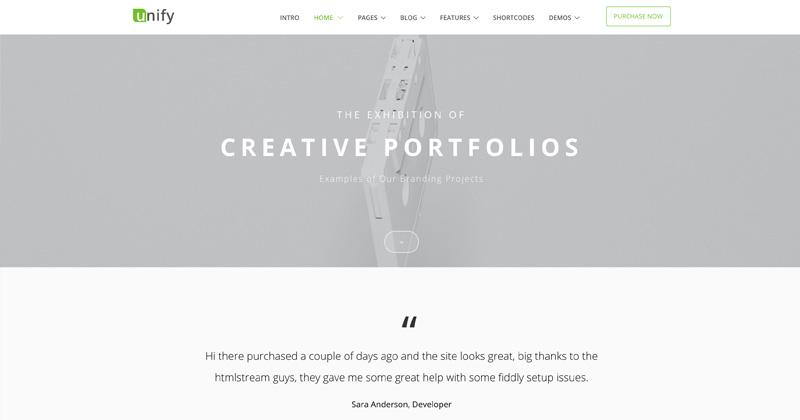 unify
INTRO HOME PAGES BLOG FEATURES SHORTCODES DEMOS PURCHASE NOW
THE EXHIBITION OF
CREATIVE PORTFOLIOS
Examples of Our Branding Projects
“
Hi there purchased a couple of days ago and the site looks great, big thanks to the
htmlstream guys, they gave me some great help with some fiddly setup issues.
Sara Anderson, Developer